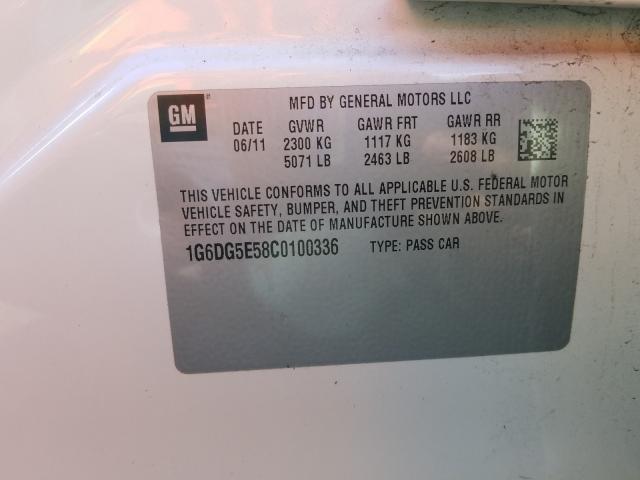 GM
MFD BY GENERAL MOTORS LLC
DATE GVWR GAWR FRT GAWR RR
06/11 2300 KG 1117 KG 1183 KG
5071 LB 2463 LB 2608 LB
THIS VEHICLE CONFORMS TO ALL APPLICABLE U.S. FEDERAL MOTOR
VEHICLE SAFETY, BUMPER, AND THEFT PREVENTION STANDARDS IN
EFFECT ON THE DATE OF MANUFACTURE SHOWN ABOVE.
1G6DG5E58C0100336 TYPE: PASS CAR